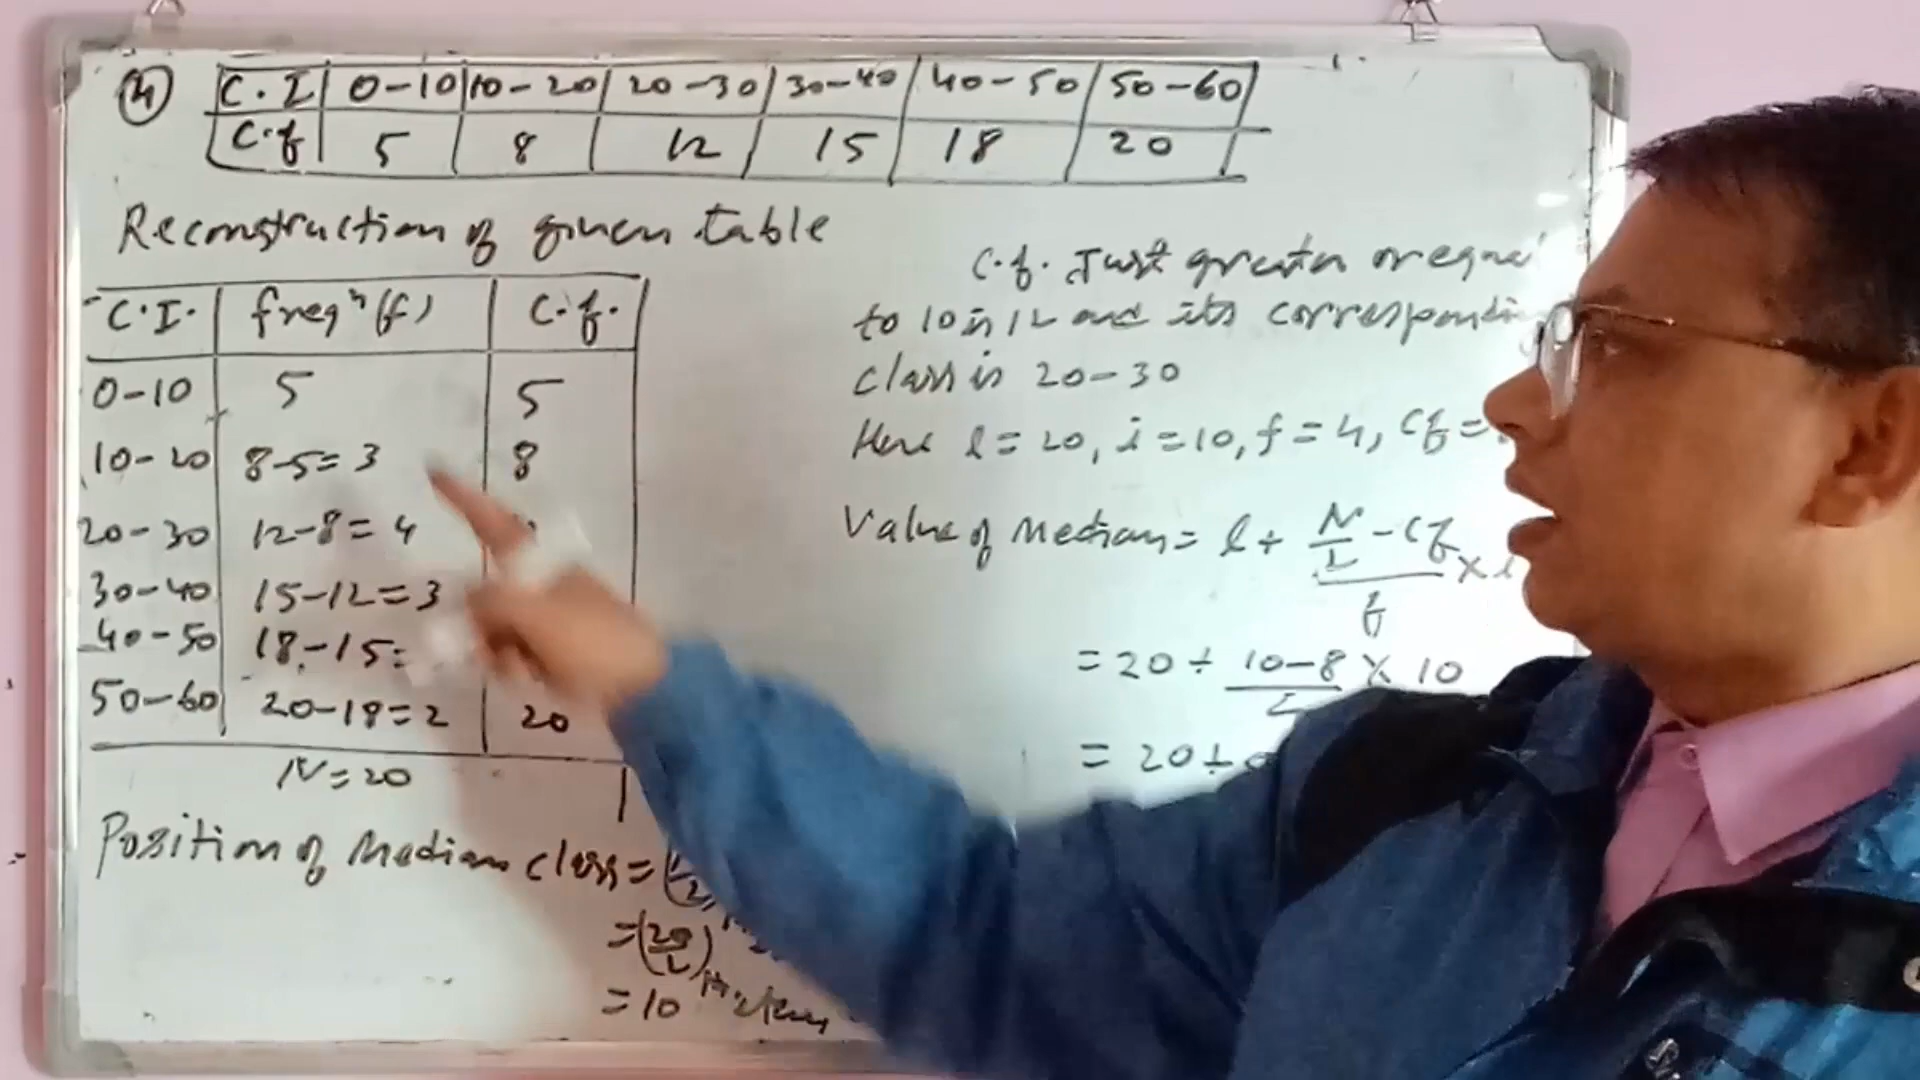 4
C.I 0-10 10-20 20-30 30-40 40-50 50-60
C.f 5 8 12 15 18 20
Reconstruction of given table
C.I. freqⁿ(f) C.f.
0-10 5 5
10-20 8-5=3 8
20-30 12-8=4
30-40 15-12=3
40-50 18-15=
50-60 20-18=2 20
N=20
Position of Median class =
=(20/2)th item
=10
C.f. Just greater or equal
to 10 is 12 and its corresponding
class is 20-30
Here l=20, i=10, f=4, cf=
Value of Median = l + (N/2 - cf)/f × i
= 20 + 10-8 × 10
= 20 +